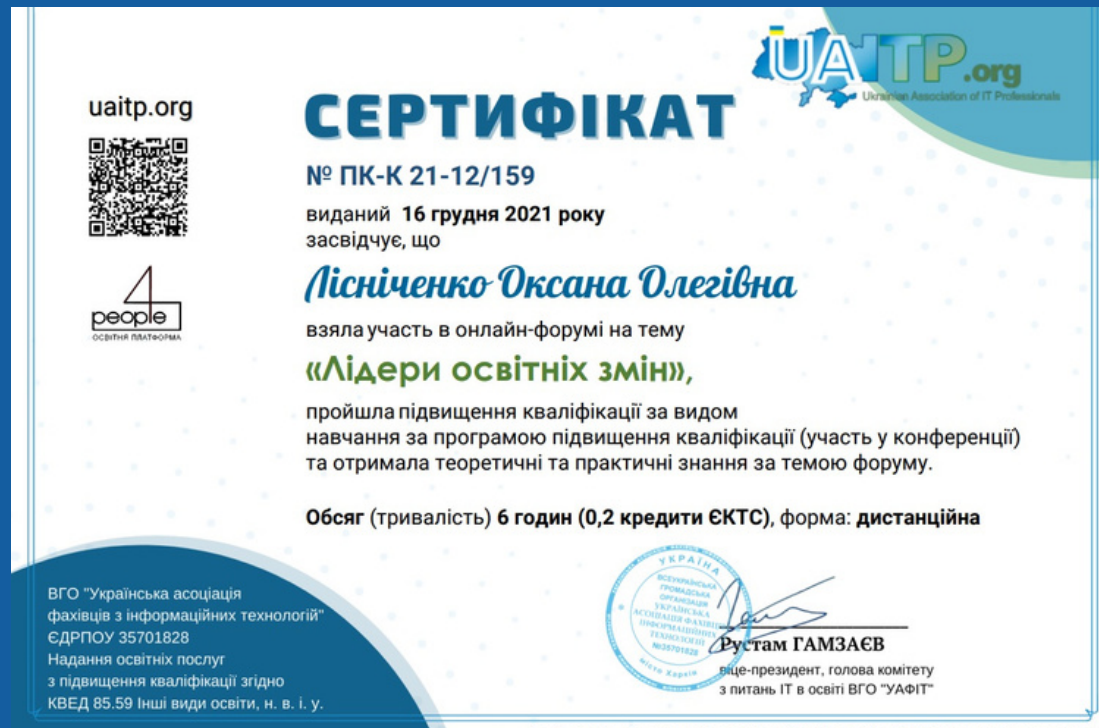 UAITP.org
Ukrainian Association of IT Professionals
uaitp.org
4
people
ОСВІТНЯ ПЛАТФОРМА
СЕРТИФІКАТ
№ ПК-К 21-12/159
виданий 16 грудня 2021 року
засвідчує, що
Лісніченко Оксана Олегівна
взяла участь в онлайн-форумі на тему
«Лідери освітніх змін»,
пройшла підвищення кваліфікації за видом
навчання за програмою підвищення кваліфікації (участь у конференції)
та отримала теоретичні та практичні знання за темою форуму.
Обсяг (тривалість) 6 годин (0,2 кредити ЄКТС), форма: дистанційна
ВГО "Українська асоціація
фахівців з інформаційних технологій"
ЄДРПОУ 35701828
Надання освітніх послуг
з підвищення кваліфікації згідно
КВЕД 85.59 Інші види освіти, н. в. і. у.
УКРАЇНА
ВСЕУКРАЇНСЬКА
ГРОМАДСЬКА
ОРГАНІЗАЦІЯ
УКРАЇНСЬКА
АСОЦІАЦІЯ ФАХІВЦІВ
ІНФОРМАЦІЙНИХ
ТЕХНОЛОГІЙ
№35701828
місто Харків
Рустам ГАМЗАЄВ
віце-президент, голова комітету
з питань ІТ в освіті ВГО "УАФІТ"